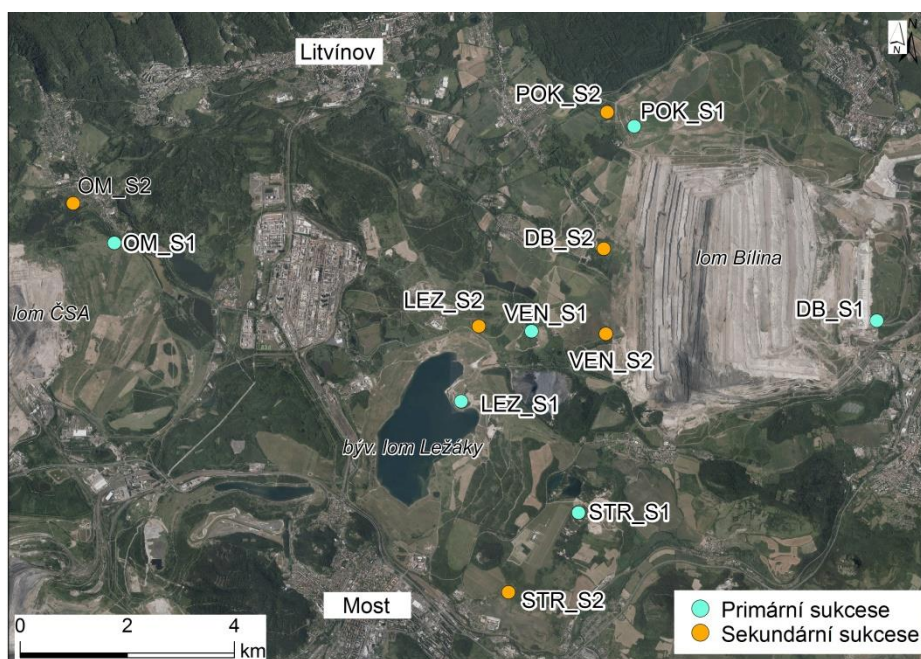 Litvínov
N
POK_S2
POK_S1
OM_S2
OM_S1
DB_S2
lom Bílina
lom ČSA
LEZ_S2
VEN_S1
DB_S1
VEN_S2
LEZ_S1
býv. lom Ležáky
STR_S1
STR_S2
Most
Primární sukcese
Sekundární sukcese
0 2 4
km